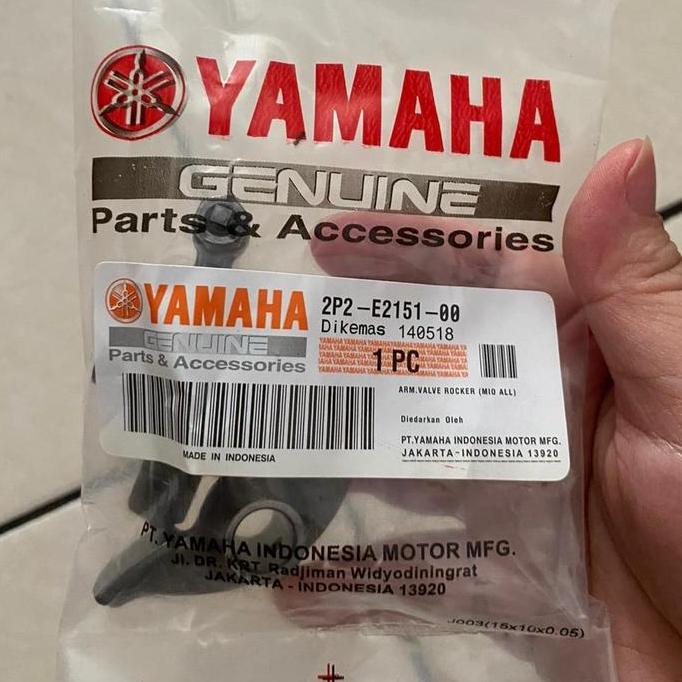 YAMAHA
GENUINE
Parts & Accessories
YAMAHA
GENUINE
Parts & Accessories
2P2-E2151-00
Dikemas 140518
1 PC
ARM.VALVE ROCKER (MIO ALL)
Diedarkan Oleh
PT.YAMAHA INDONESIA MOTOR MFG.
JAKARTA-INDONESIA 13920
MADE IN INDONESIA
PT. YAMAHA INDONESIA MOTOR MFG.
Jl. DR. KRT Radjiman Widyodiningrat
JAKARTA - INDONESIA 13920
J003(15x10x0.05)